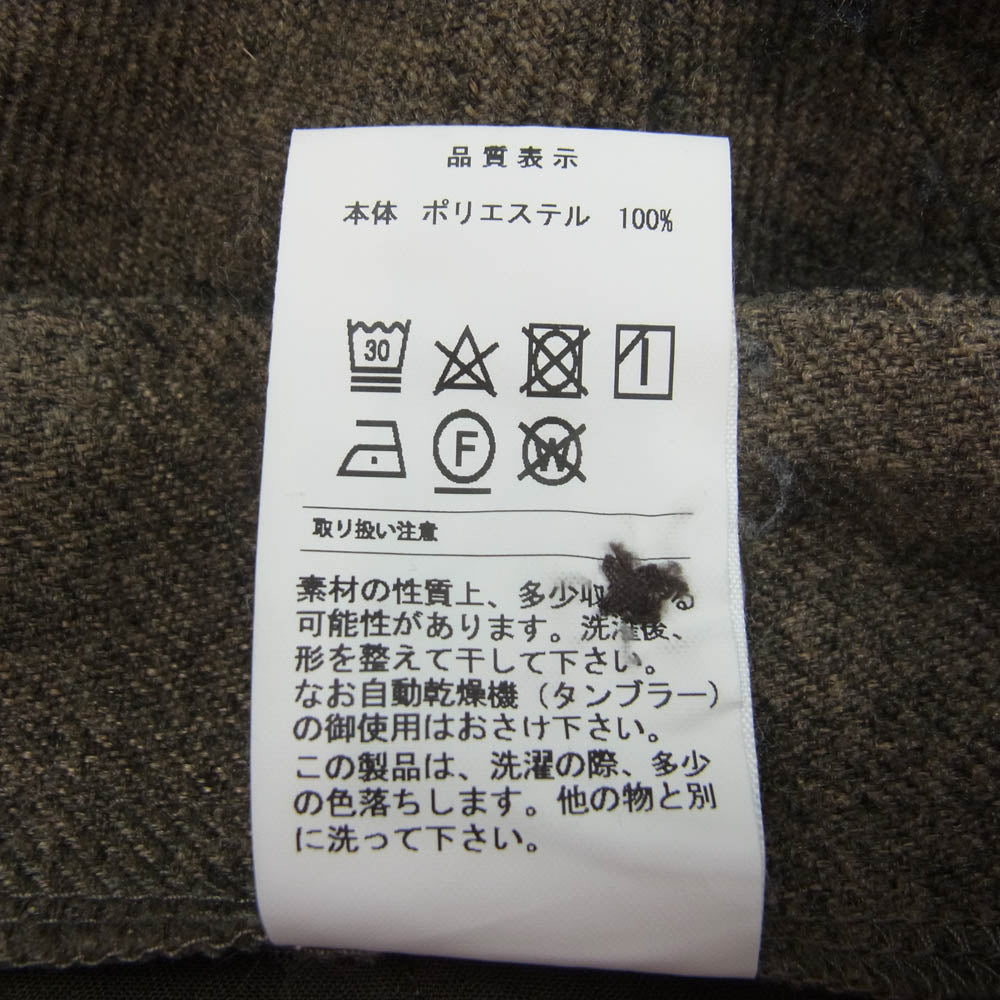 品質表示
本体 ポリエステル 100%
30
F
W
取り扱い注意
素材の性質上、多少収 る
可能性があります。洗濯後、
形を整えて干して下さい。
なお自動乾燥機（タンブラー）
の御使用はおさけ下さい。
この製品は、洗濯の際、多少
の色落ちします。他の物と別
に洗って下さい。